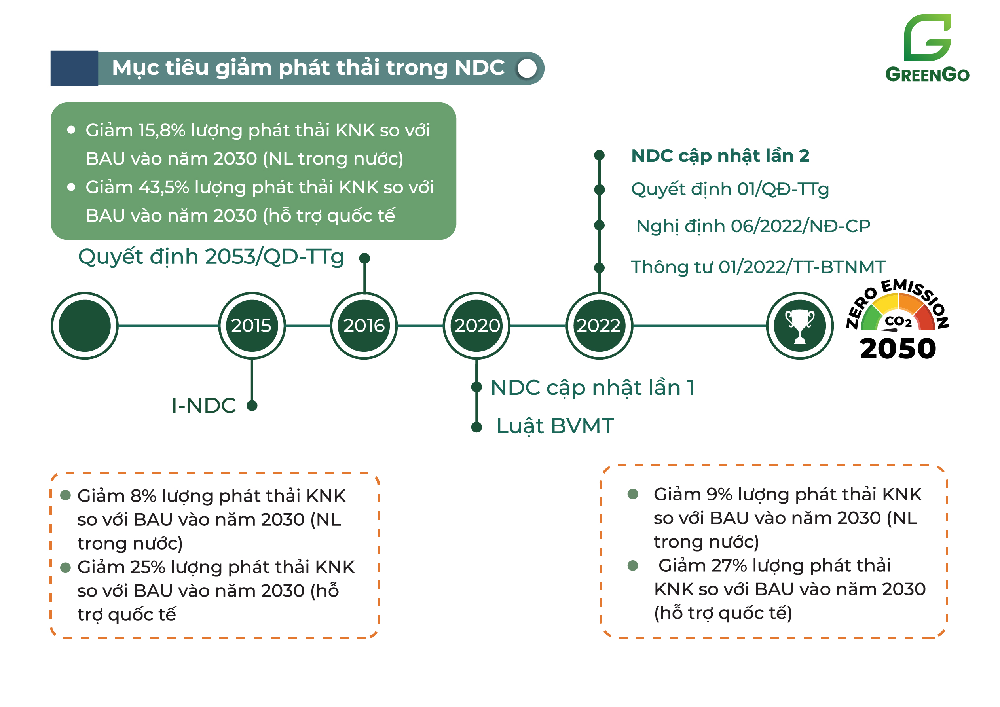 GREENGO
Mục tiêu giảm phát thải trong NDC
Giảm 15,8% lượng phát thải KNK so với
BAU vào năm 2030 (NL trong nước)
Giảm 43,5% lượng phát thải KNK so với
BAU vào năm 2030 (hỗ trợ quốc tế
NDC cập nhật lần 2
Quyết định 01/QĐ-TTg
Nghị định 06/2022/NĐ-CP
Thông tư 01/2022/TT-BTNMT
Quyết định 2053/QD-TTg
2015
2016
2020
2022
ZERO EMISSION
CO2
2050
I-NDC
NDC cập nhật lần 1
Luật BVMT
Giảm 8% lượng phát thải KNK
so với BAU vào năm 2030 (NL
trong nước)
Giảm 25% lượng phát thải KNK
so với BAU vào năm 2030 (hỗ
trợ quốc tế
Giảm 9% lượng phát thải KNK
so với BAU vào năm 2030 (NL
trong nước)
Giảm 27% lượng phát thải
KNK so với BAU vào năm 2030
(hỗ trợ quốc tế)